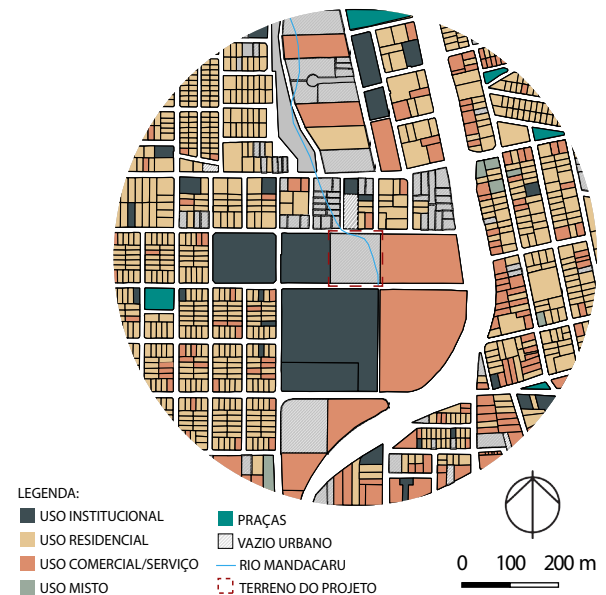 LEGENDA:
USO INSTITUCIONAL
USO RESIDENCIAL
USO COMERCIAL/SERVIÇO
USO MISTO
PRAÇAS
VAZIO URBANO
RIO MANDACARU
TERRENO DO PROJETO
0 100 200 m